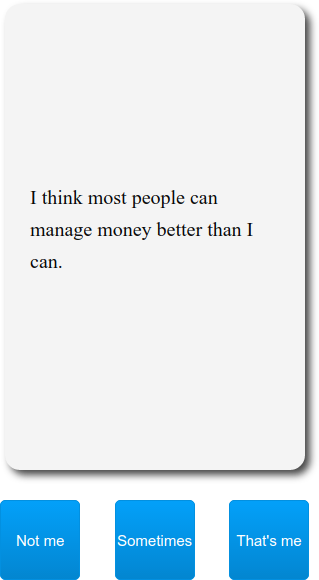 I think most people can
manage money better than I
can.
Not me
Sometimes
That's me